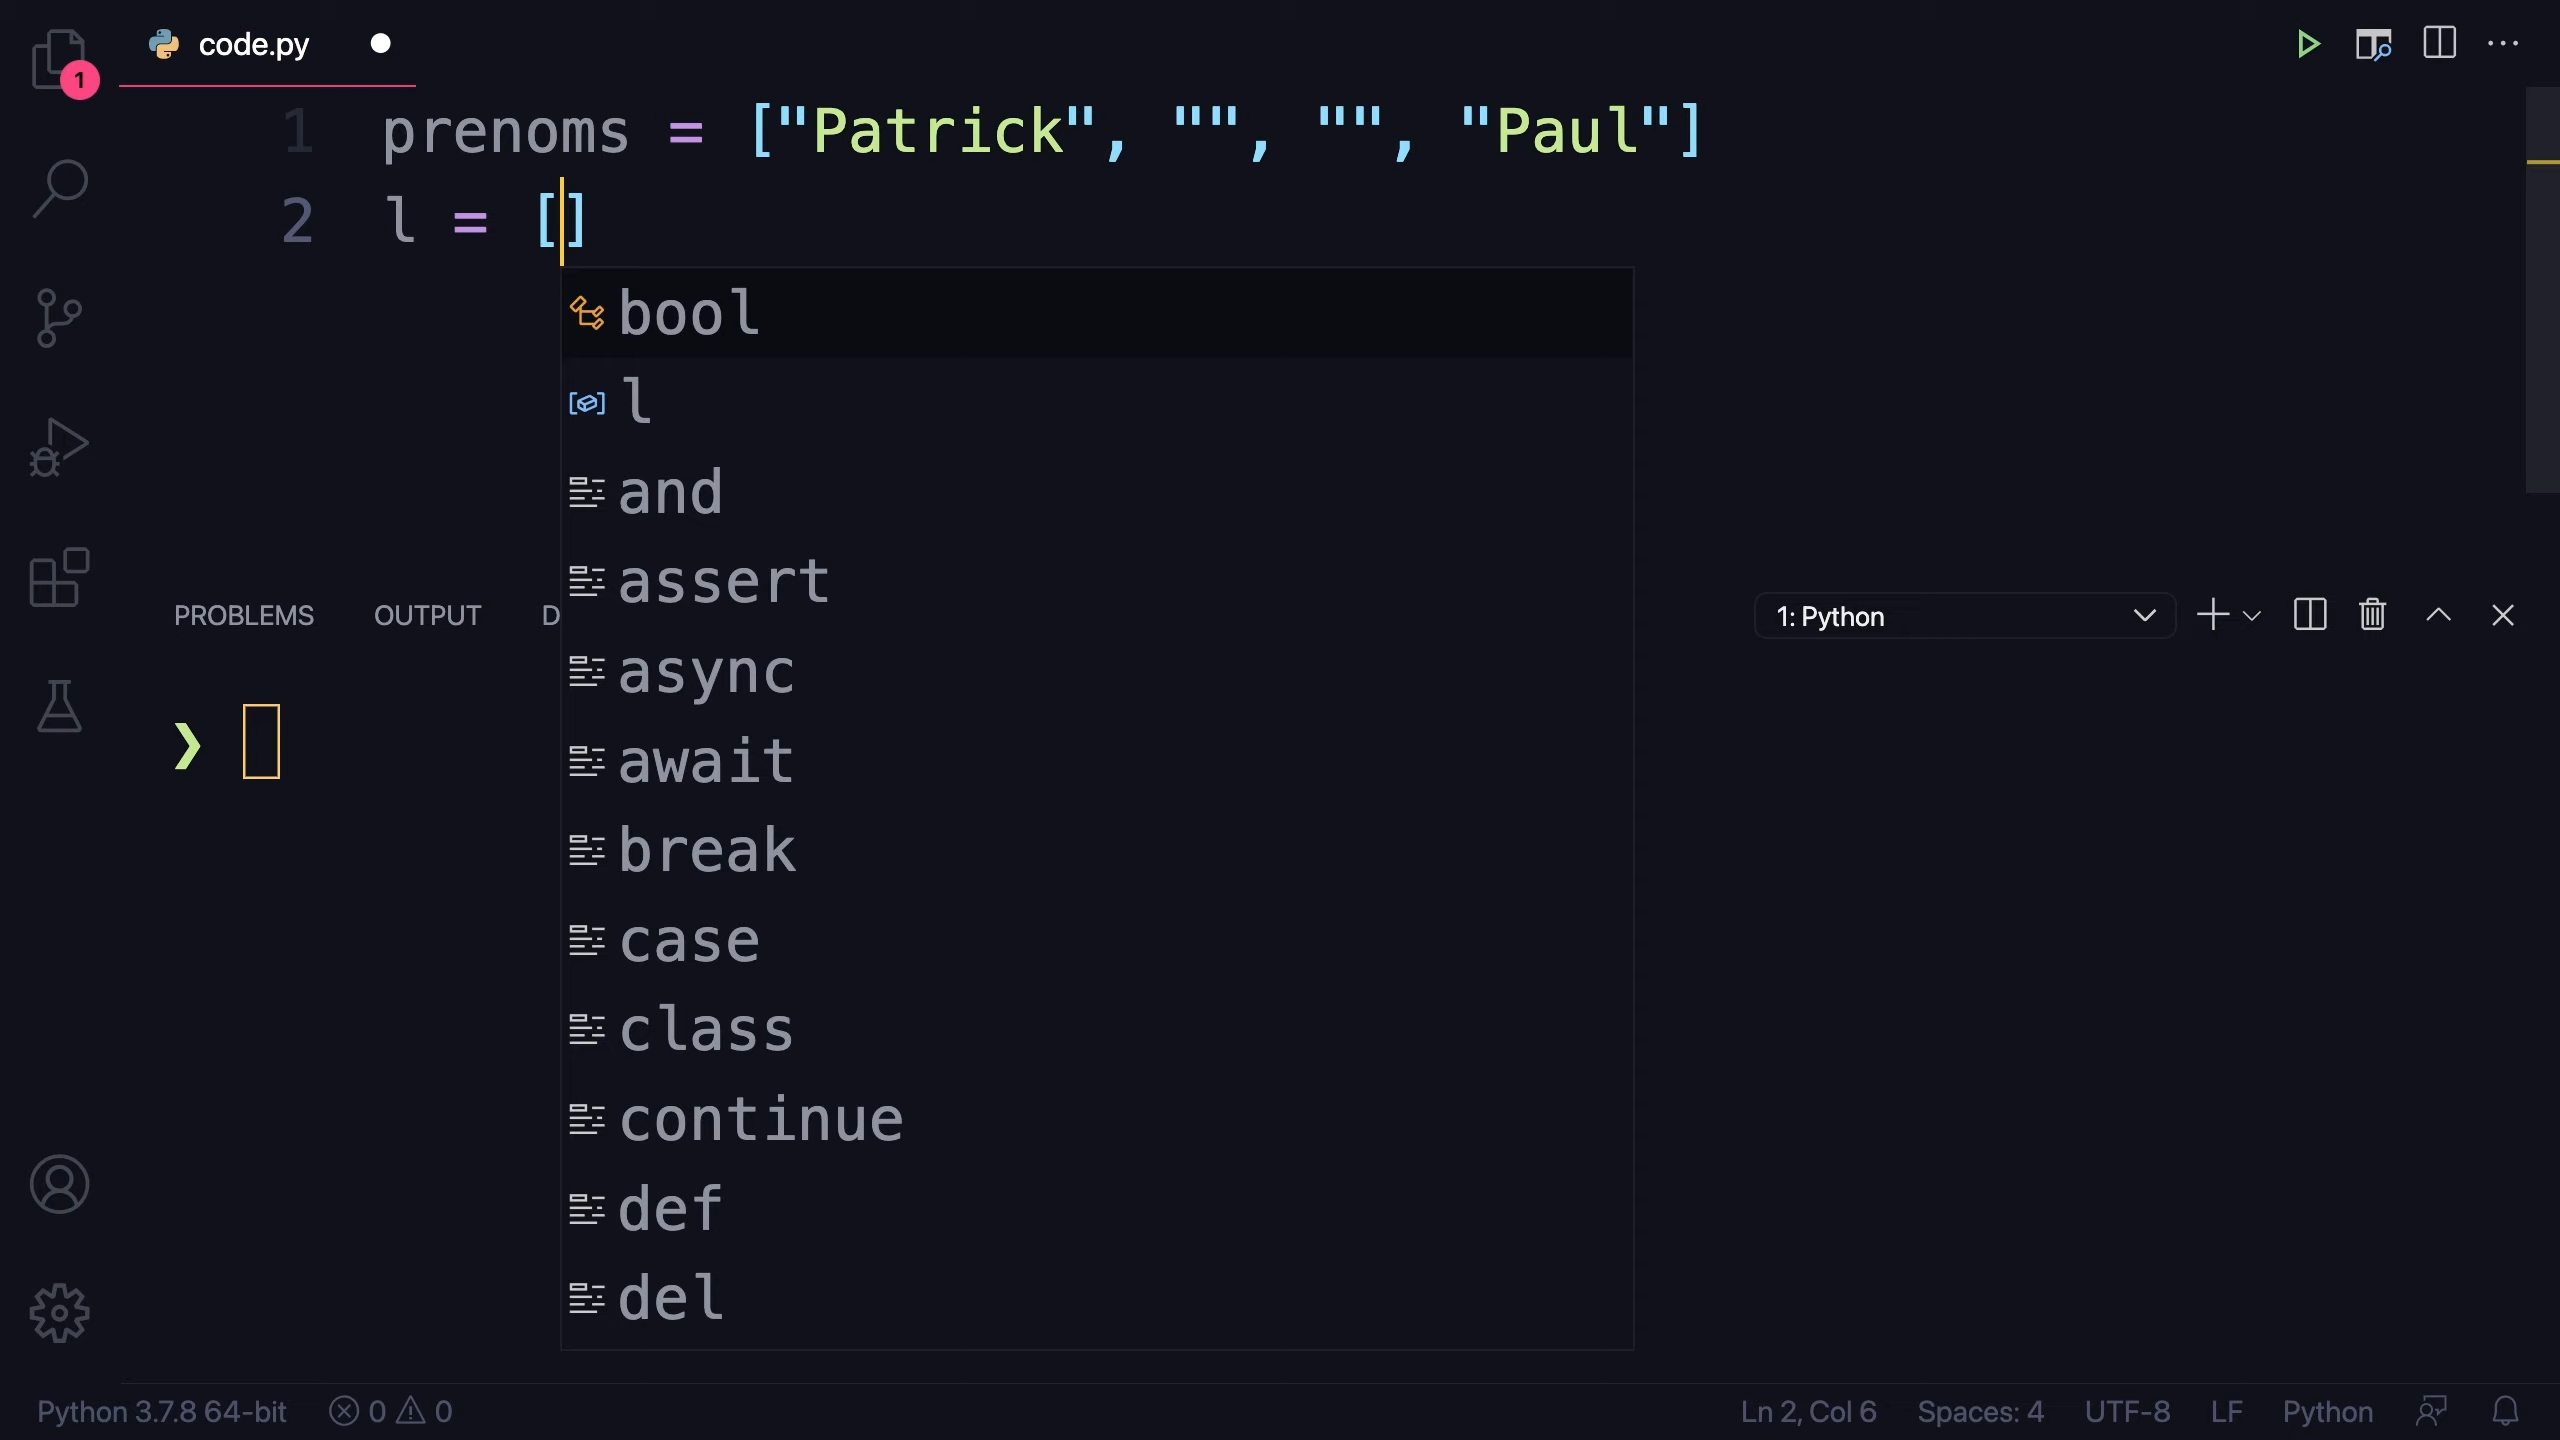 code.py
1
1 prenoms = ["Patrick", "", "", "Paul"]
2 l = []
bool
l
and
assert
async
await
break
case
class
continue
def
del
PROBLEMS OUTPUT D
1: Python
❯
Python 3.7.8 64-bit 0 0
Ln 2, Col 6 Spaces: 4 UTF-8 LF Python